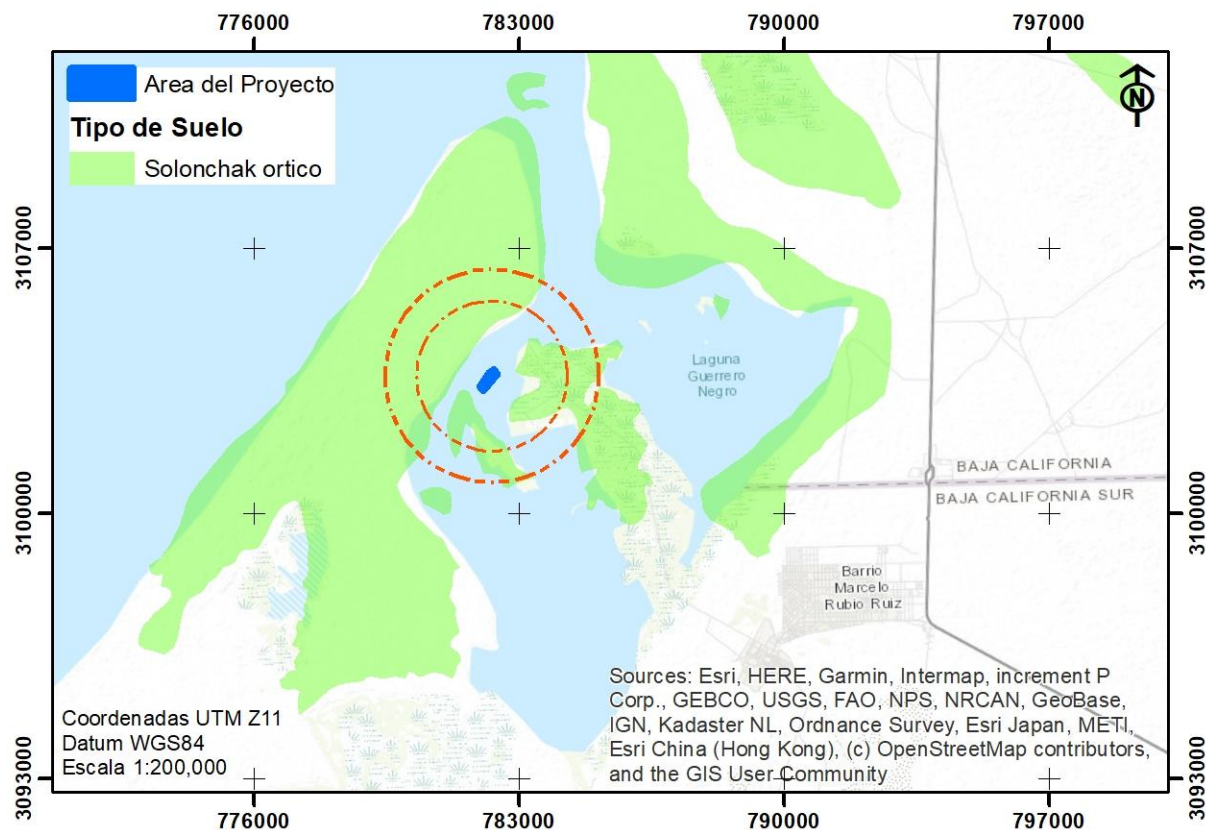 776000 783000 790000 797000
Area del Proyecto
Tipo de Suelo
Solonchak ortico
N
3107000 3107000
Laguna
Guerrero
Negro
BAJA CALIFORNIA
BAJA CALIFORNIA SUR
3100000 3100000
Barrio
Marcelo
Rubio Ruiz
Coordenadas UTM Z11
Datum WGS84
Escala 1:200,000
Sources: Esri, HERE, Garmin, Intermap, increment P
Corp., GEBCO, USGS, FAO, NPS, NRCAN, GeoBase,
IGN, Kadaster NL, Ordnance Survey, Esri Japan, METI,
Esri China (Hong Kong), (c) OpenStreetMap contributors,
and the GIS User Community
3093000 3093000
776000 783000 790000 797000